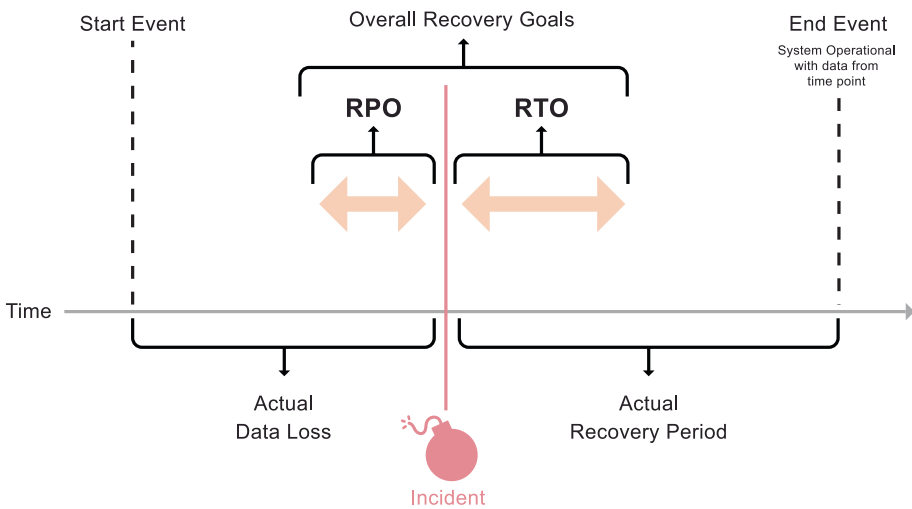 Start Event
Overall Recovery Goals
End Event
System Operational
with data from
time point
RPO
RTO
Time
Actual
Data Loss
Actual
Recovery Period
Incident